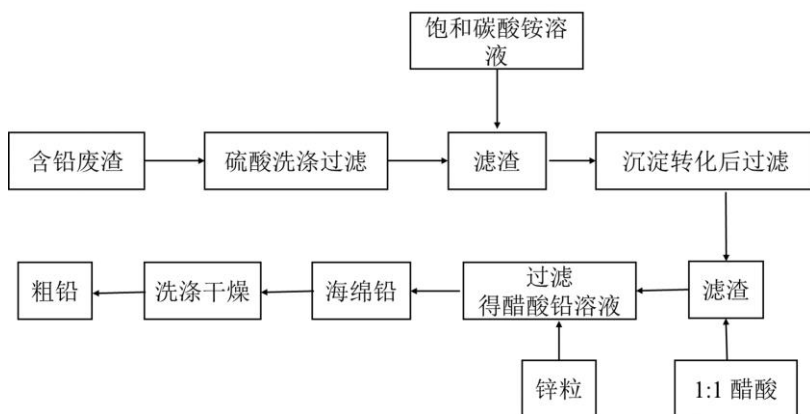 饱和碳酸铵溶
液
含铅废渣
硫酸洗涤过滤
滤渣
沉淀转化后过滤
粗铅
洗涤干燥
海绵铅
过滤
得醋酸铅溶液
滤渣
锌粒
1:1 醋酸